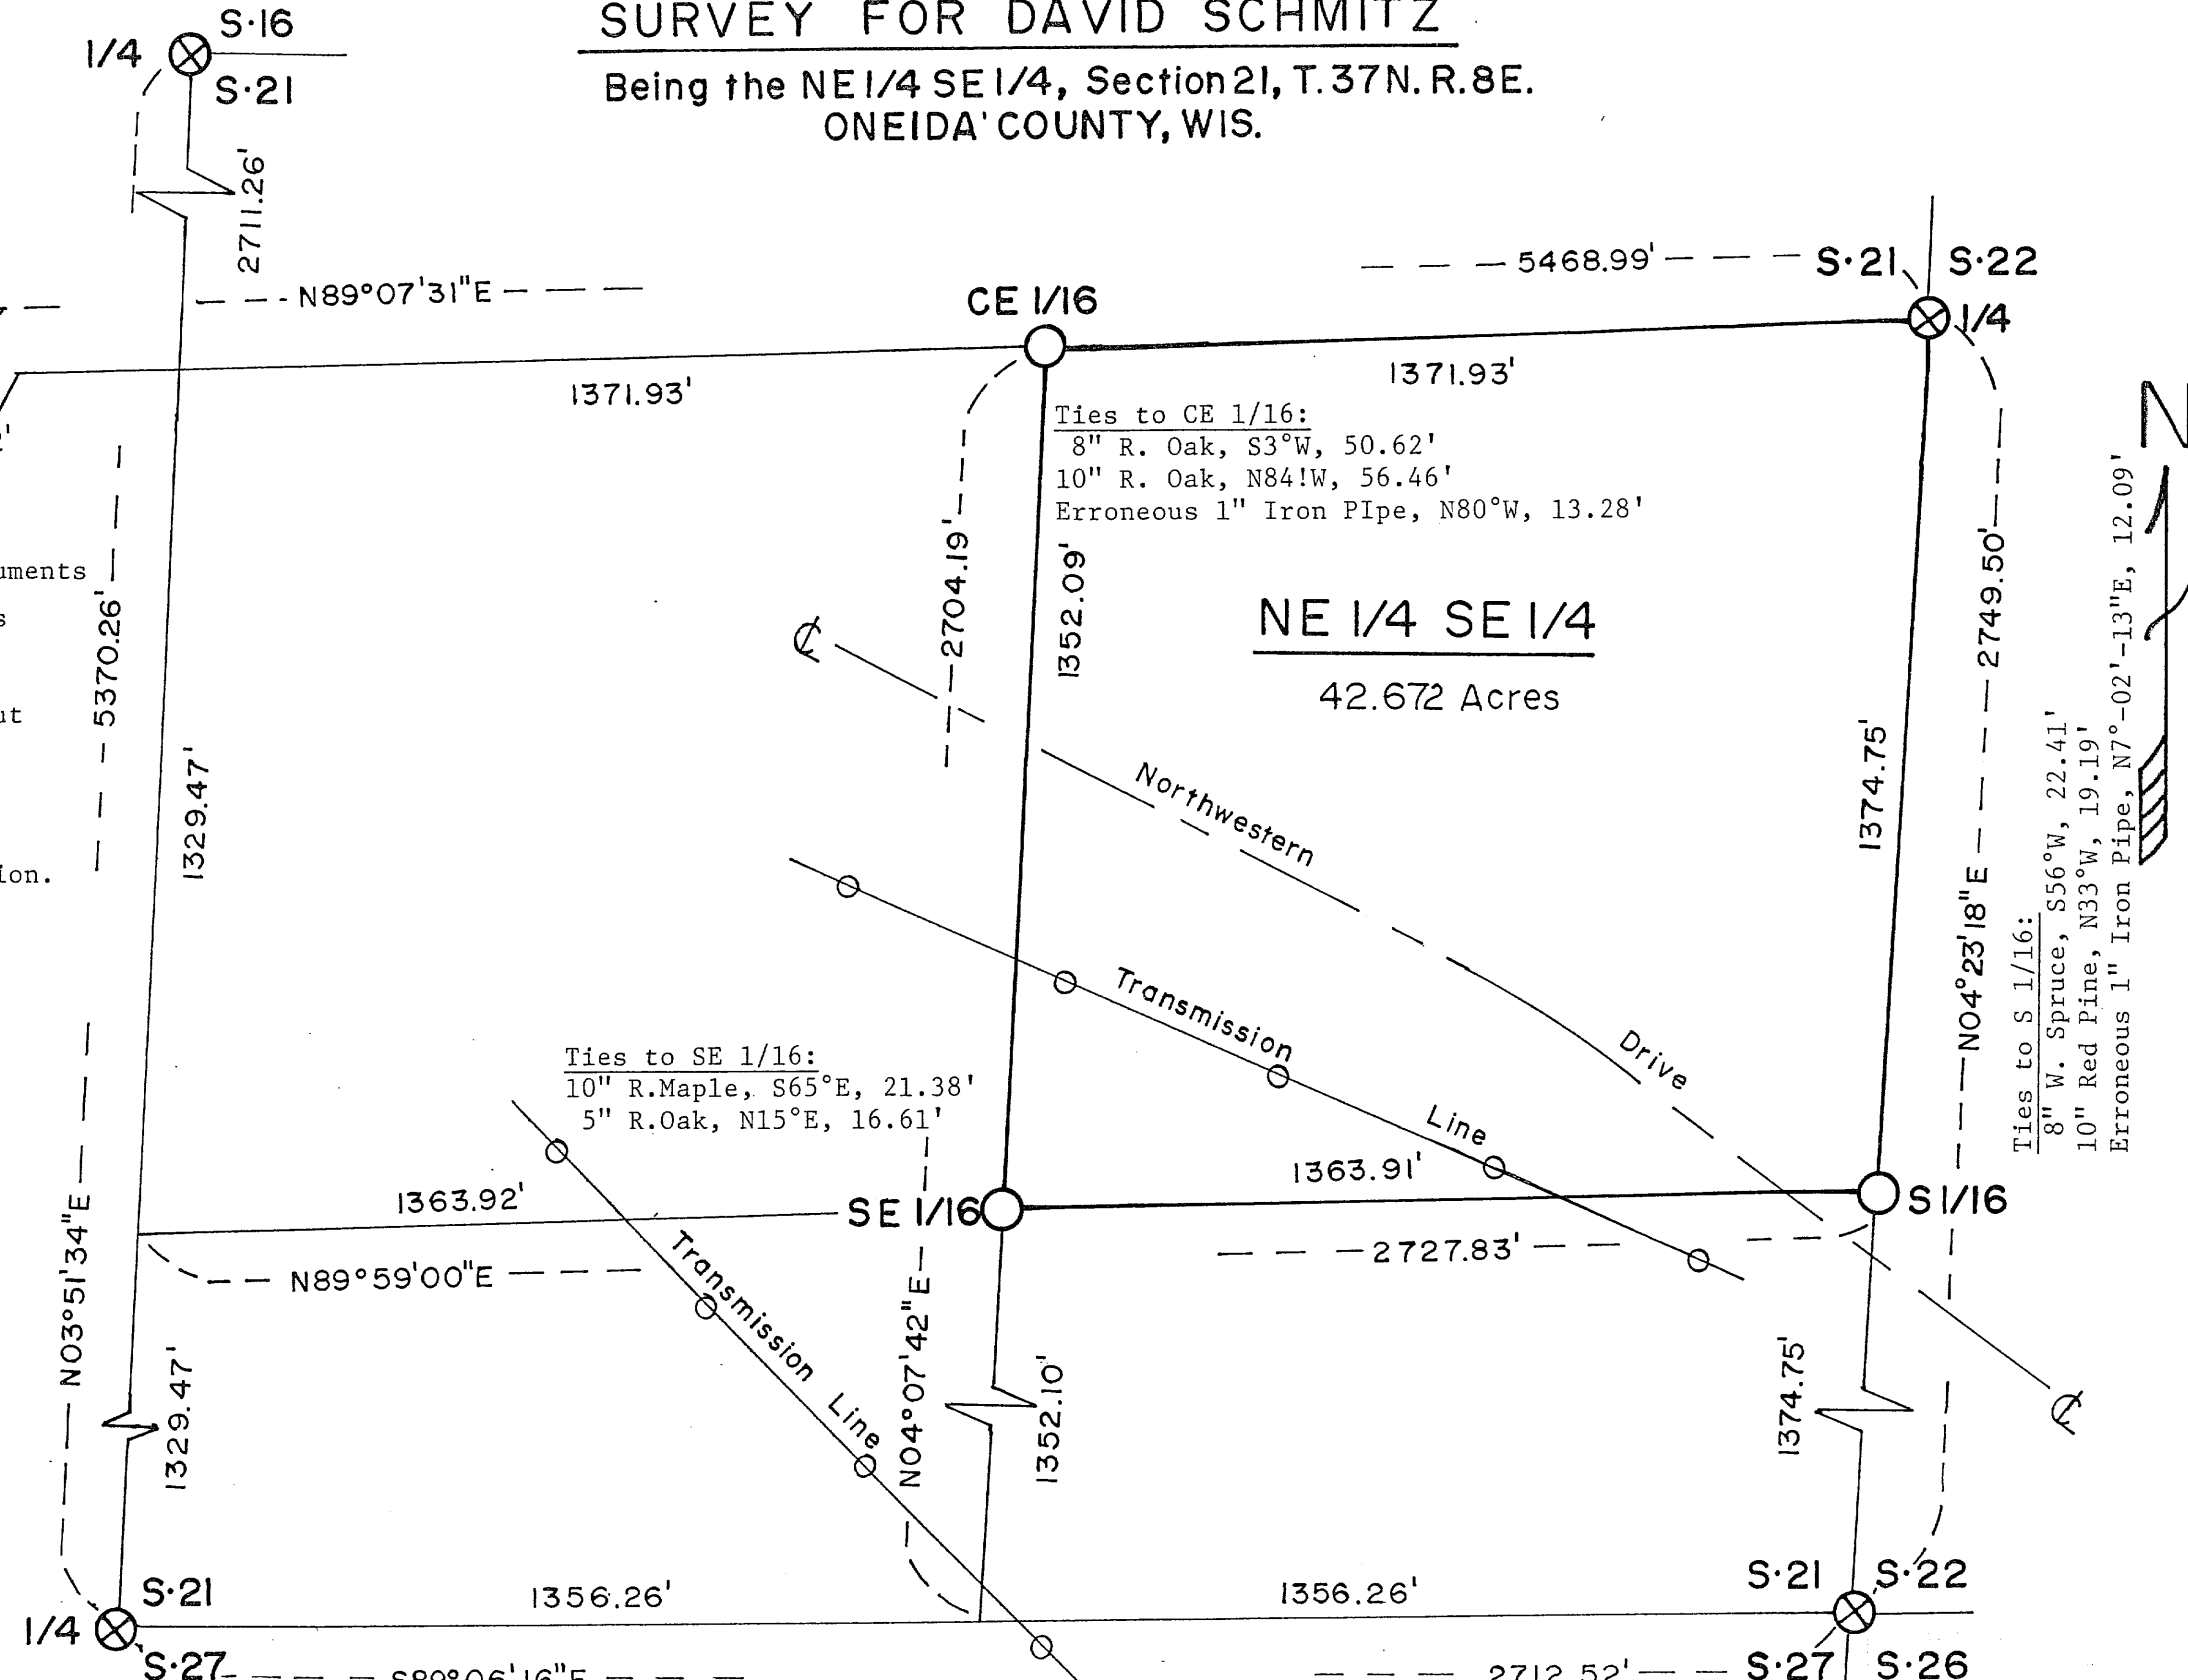 SURVEY FOR DAVID SCHMITZ
Being the NE1/4 SE1/4, Section 21, T.37N. R.8E.
ONEIDA' COUNTY, WIS.
S·16
1/4
S·21
2711.26'
N89°07'31"E
5468.99'
S·21
S·22
1/4
CE 1/16
1371.93'
1371.93'
Ties to CE 1/16:
8" R. Oak, S3°W, 50.62'
10" R. Oak, N84!W, 56.46'
Erroneous 1" Iron PIpe, N80°W, 13.28'
N
5370.26'
1329.47'
2704.19'
1352.09'
NE 1/4 SE 1/4
42.672 Acres
1374.75'
2749.50'
N04°23'18"E
Ties to S 1/16:
8" W. Spruce, S56°W, 22.41'
10" Red Pine, N33°W, 19.19'
Erroneous 1" Iron Pipe, N7°-02'-13"E, 12.09'
℄
Northwestern
Drive
Transmission
Line
Ties to SE 1/16:
10" R.Maple, S65°E, 21.38'
5" R.Oak, N15°E, 16.61'
1363.92'
SE 1/16
1363.91'
S 1/16
N89°59'00"E
2727.83'
Transmission Line
N03°51'34"E
1329.47'
N04°07'42"E
1352.10'
1374.75'
℄
S·21
1/4
S·27
1356.26'
1356.26'
S·21
S·22
S·27
S·26
S89°06'16"E
2712.52'